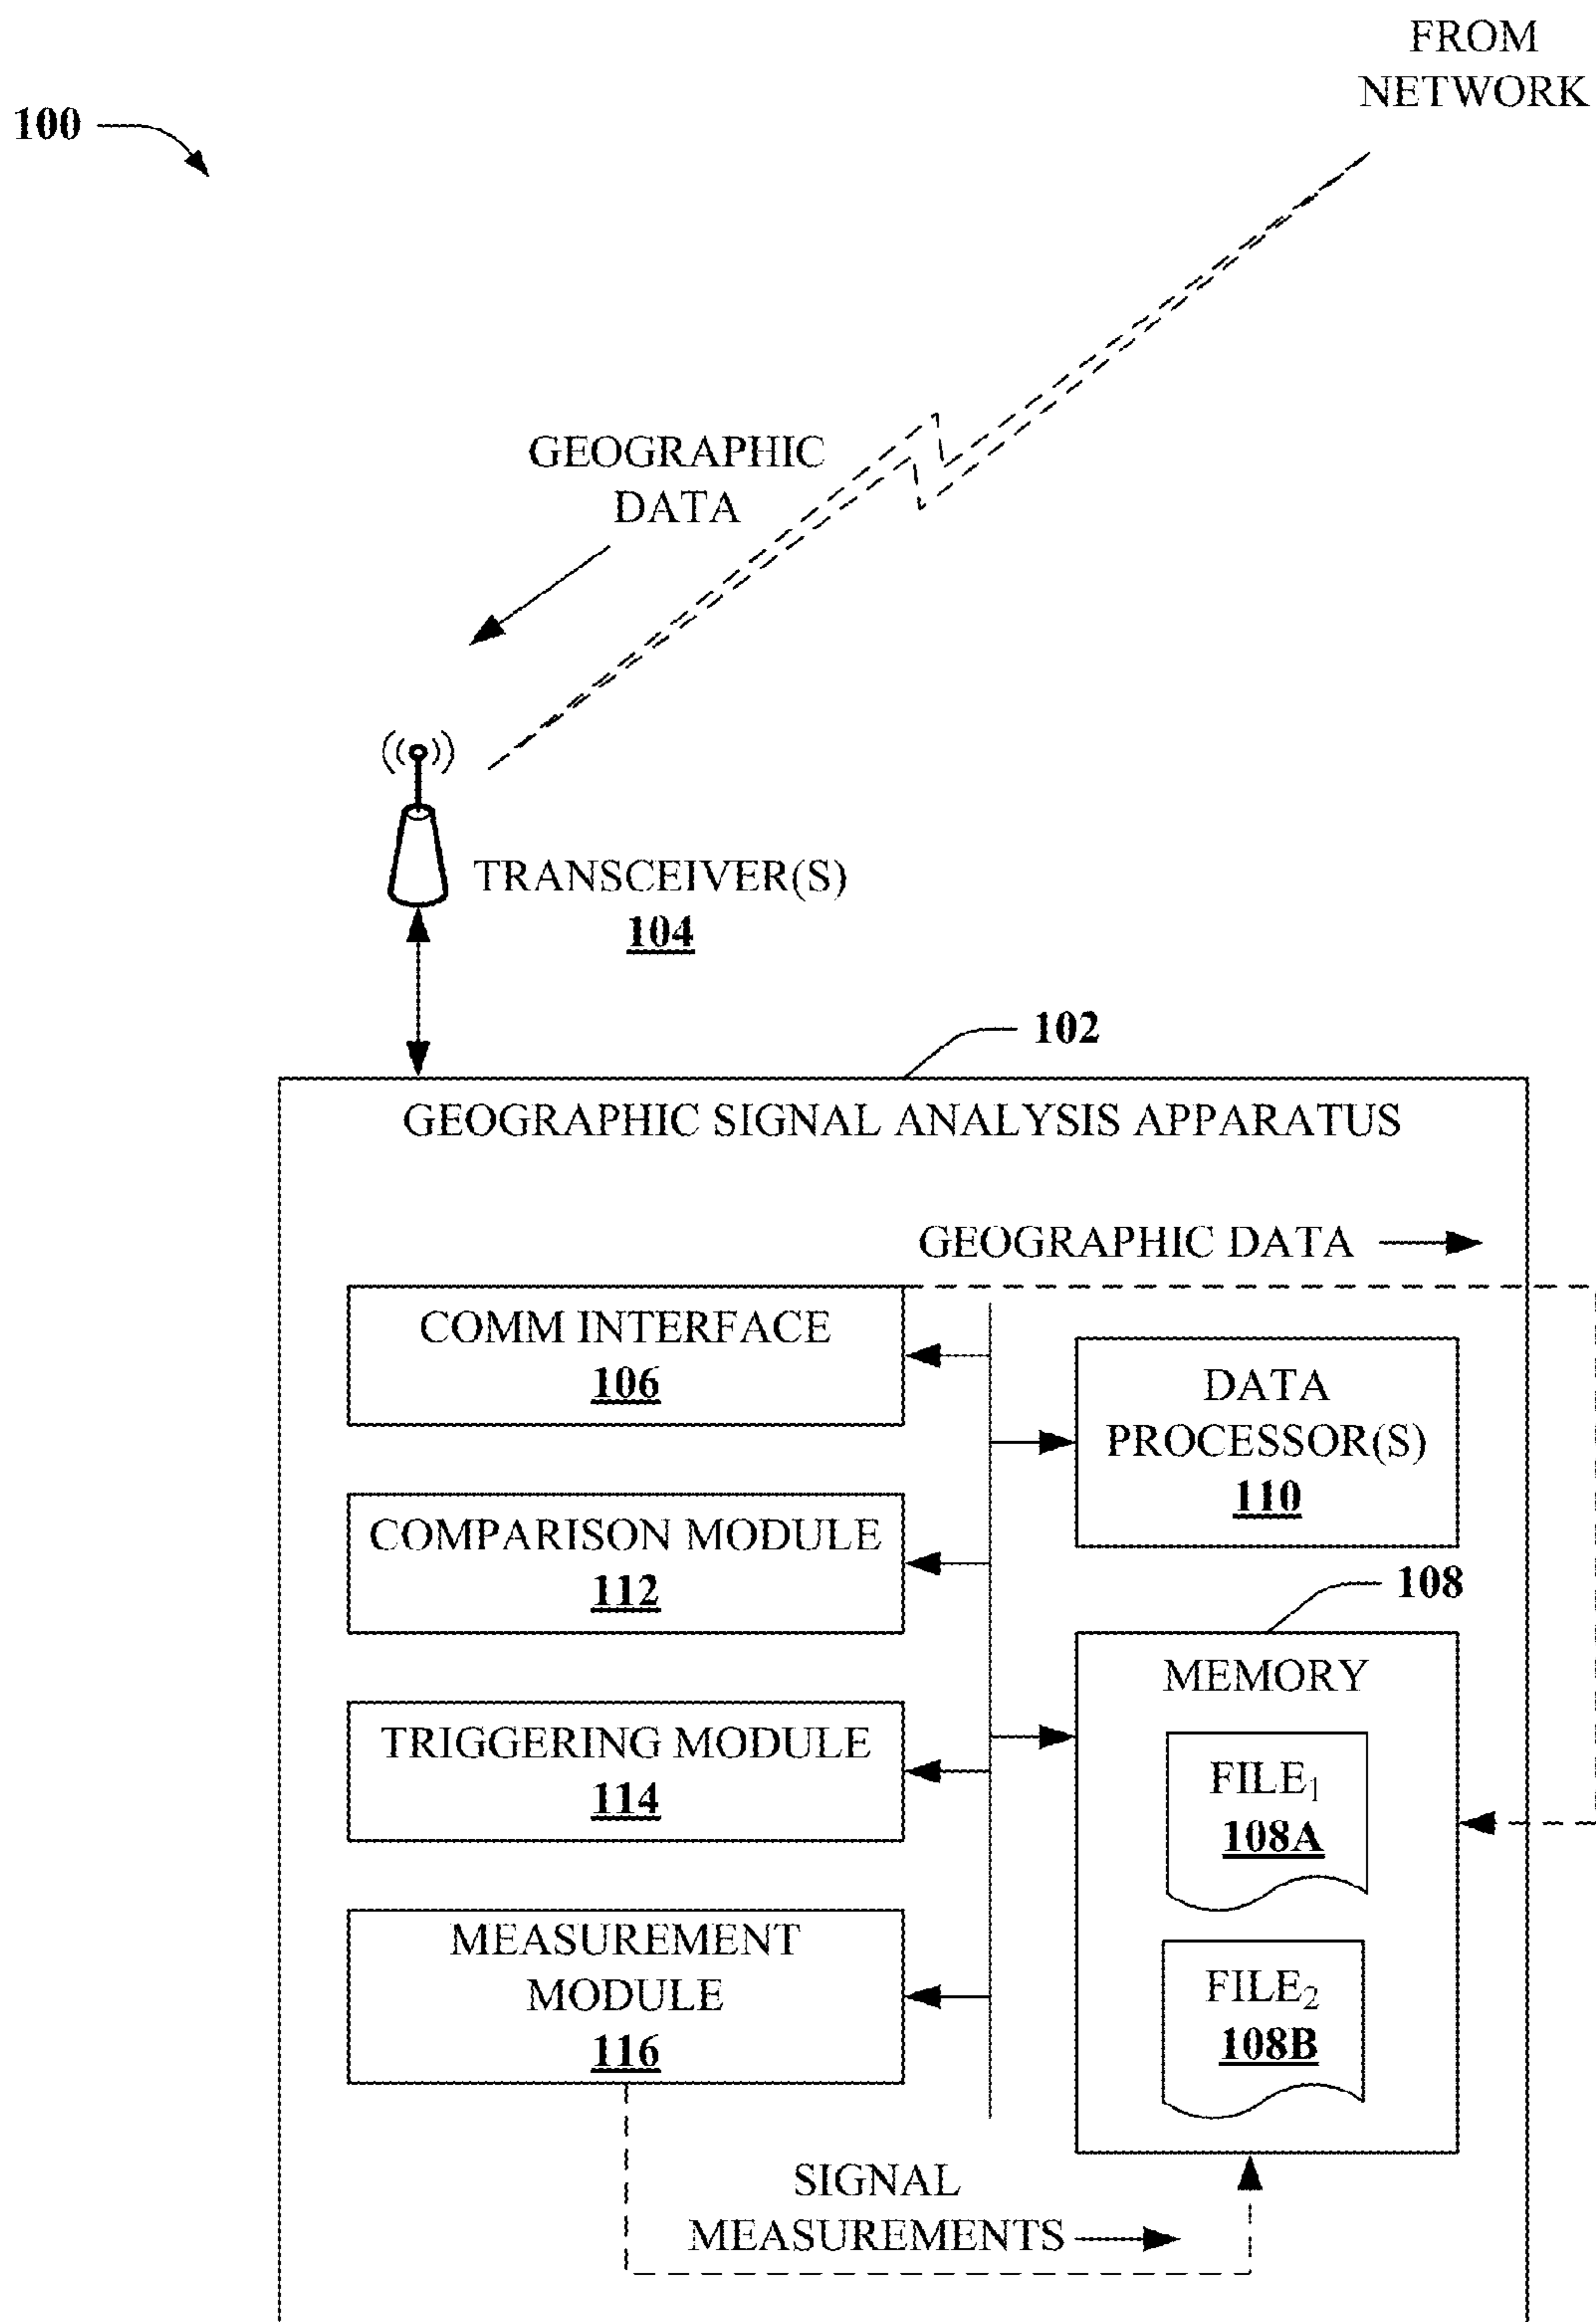 FROM
NETWORK
100
GEOGRAPHIC
DATA
TRANSCEIVER(S)
104
102
GEOGRAPHIC SIGNAL ANALYSIS APPARATUS
GEOGRAPHIC DATA
COMM INTERFACE
106
DATA
PROCESSOR(S)
110
COMPARISON MODULE
112
108
MEMORY
TRIGGERING MODULE
114
FILE1
108A
MEASUREMENT
MODULE
116
FILE2
108B
SIGNAL
MEASUREMENTS